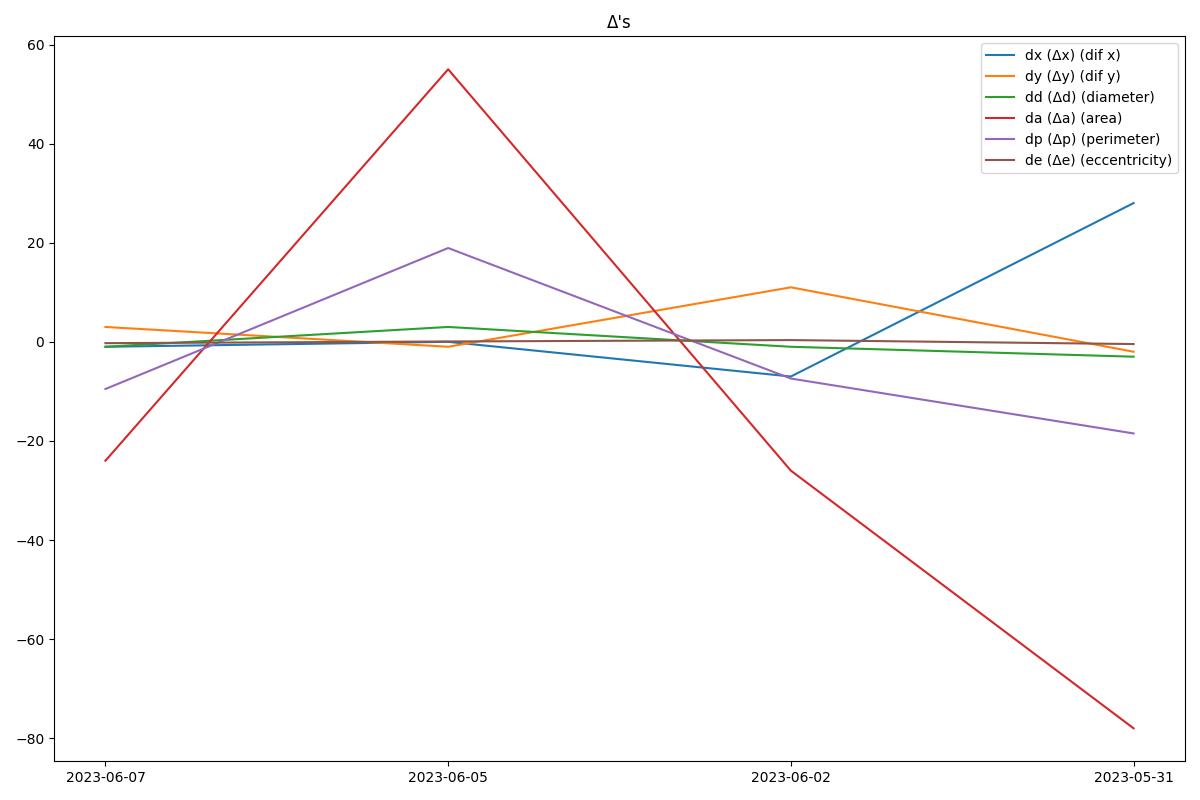 Δ's
dx (Δx) (dif x)
dy (Δy) (dif y)
dd (Δd) (diameter)
da (Δa) (area)
dp (Δp) (perimeter)
de (Δe) (eccentricity)
60
40
20
0
−20
−40
−60
−80
2023-06-07
2023-06-05
2023-06-02
2023-05-31